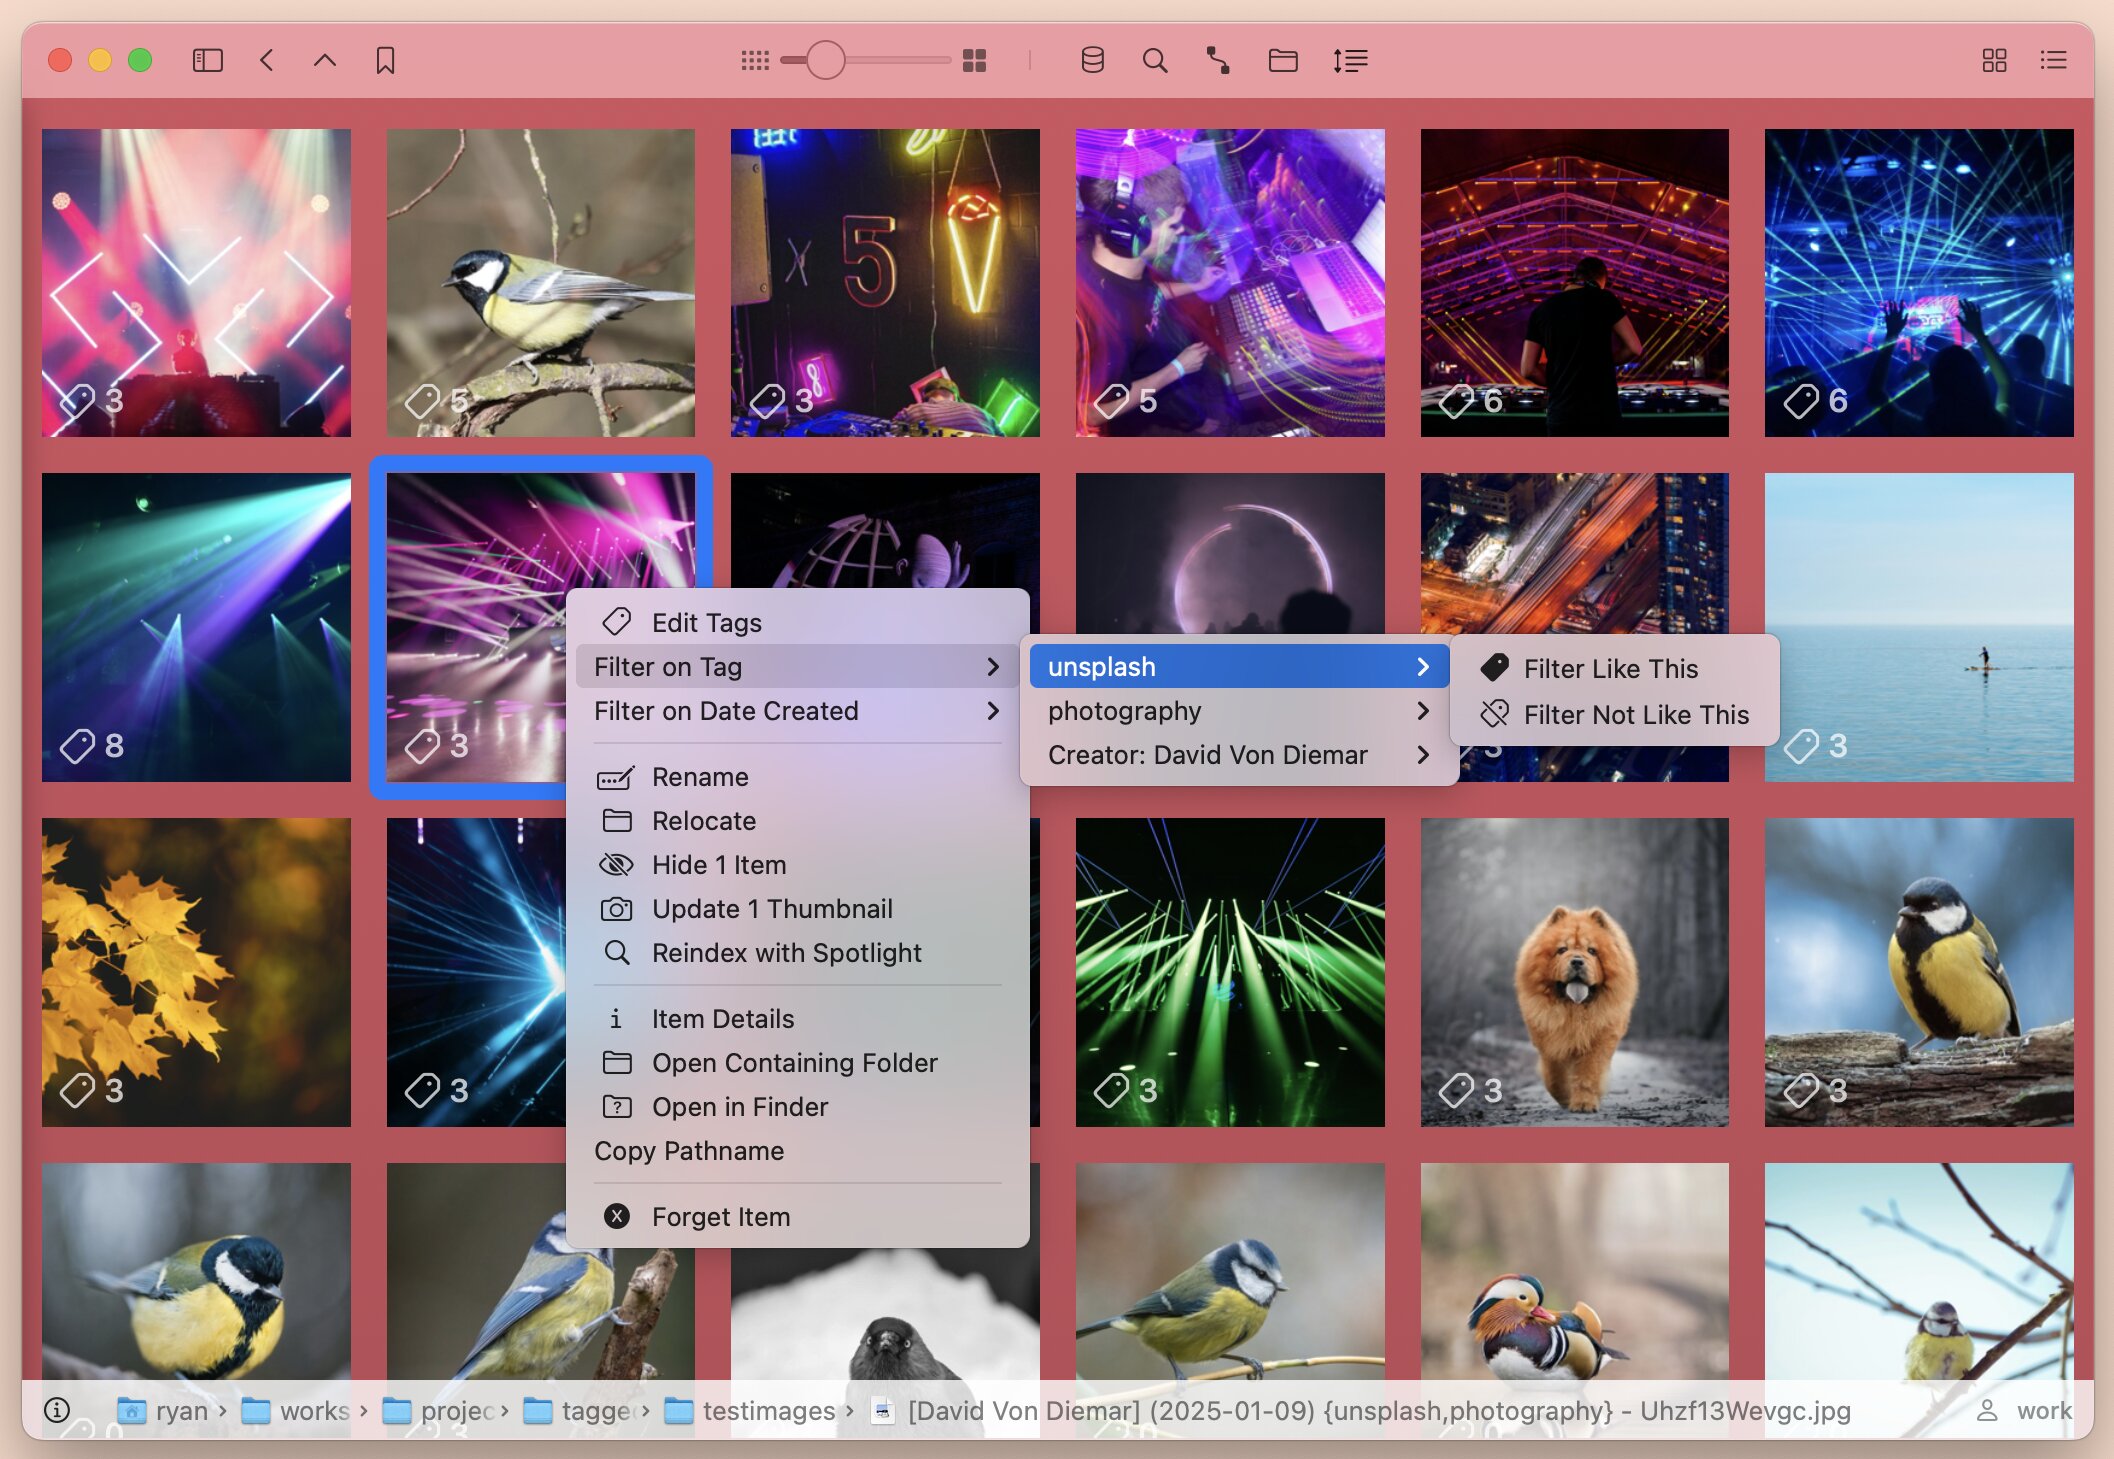 3
5
x 5
8
3
5
6
6
8
3
3
3
Edit Tags
Filter on Tag
Filter on Date Created
Rename
Relocate
Hide 1 Item
Update 1 Thumbnail
Reindex with Spotlight
Item Details
Open Containing Folder
Open in Finder
Copy Pathname
Forget Item
unsplash
photography
Creator: David Von Diemar
Filter Like This
Filter Not Like This
3
3
3
3
3
ryan › works › projec › tagge › testimages › [David Von Diemar] (2025-01-09) {unsplash,photography} - Uhzf13Wevgc.jpg
work